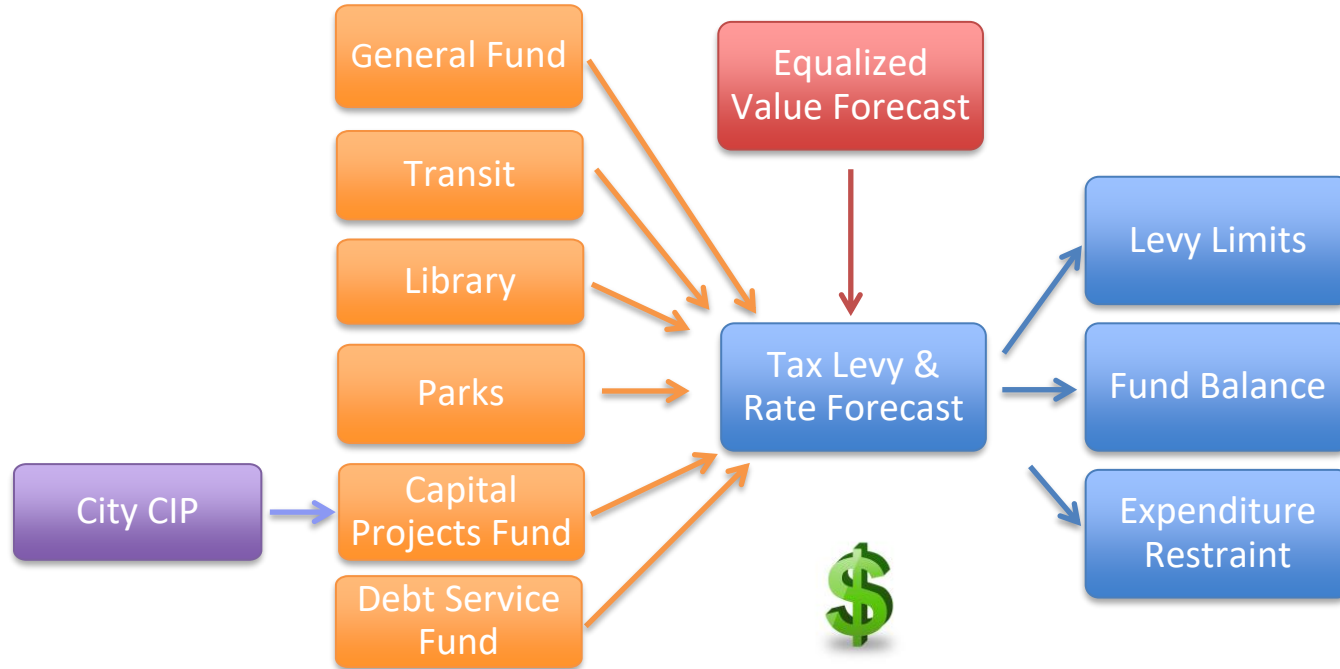 General Fund
Transit
Library
Parks
City CIP
Capital
Projects Fund
Debt Service
Fund
Equalized
Value Forecast
Tax Levy &
Rate Forecast
$
Levy Limits
Fund Balance
Expenditure
Restraint